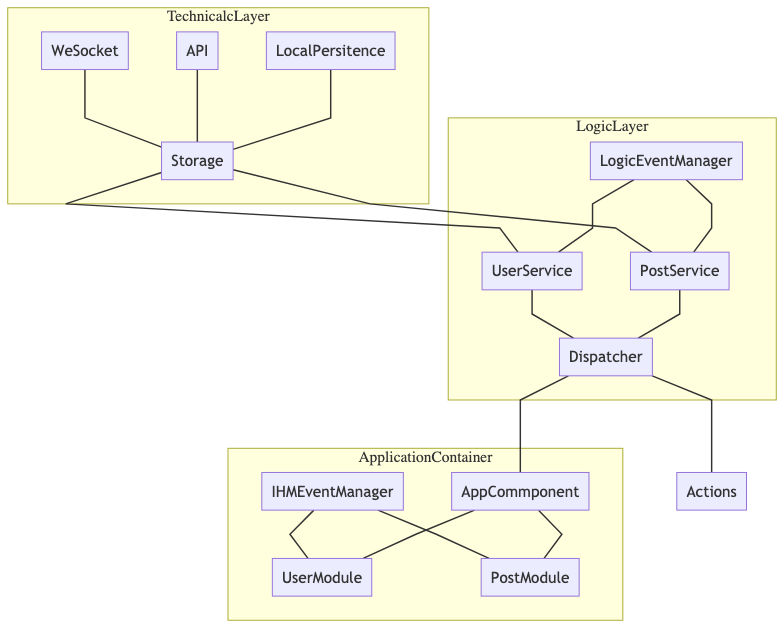 TechnicalcLayer
WeSocket
API
LocalPersitence
Storage
LogicLayer
LogicEventManager
UserService
PostService
Dispatcher
ApplicationContainer
IHMEventManager
AppCommponent
Actions
UserModule
PostModule